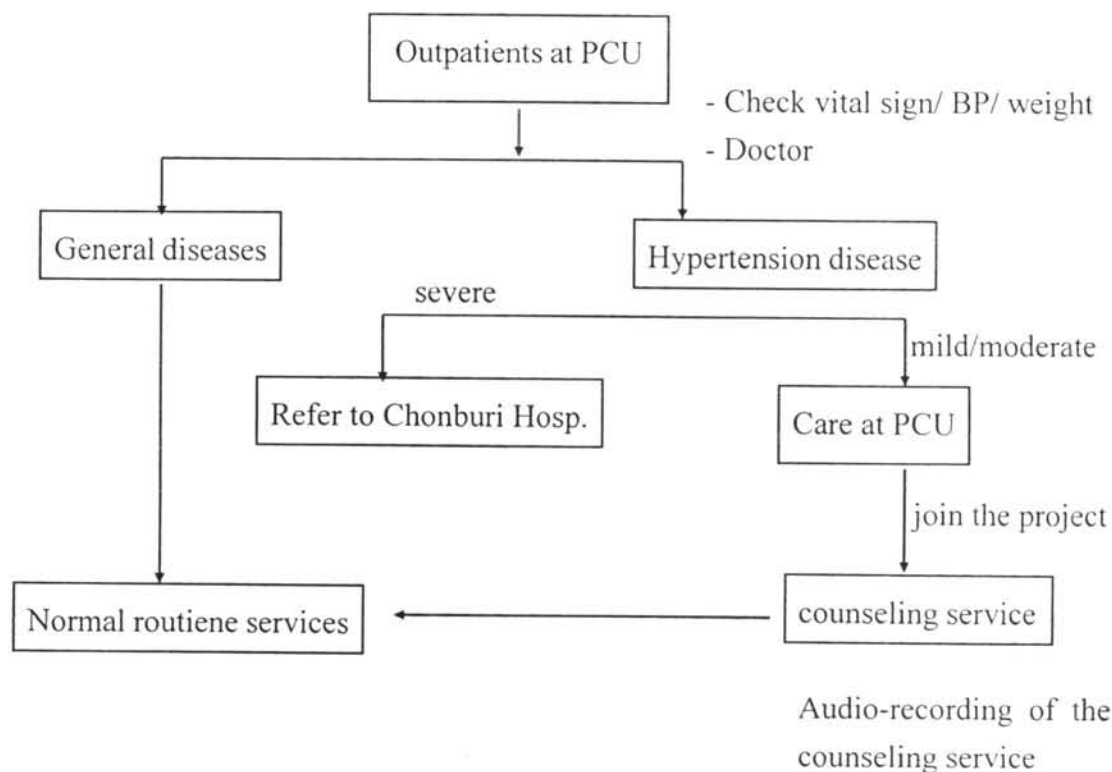 Outpatients at PCU
- Check vital sign/ BP/ weight
- Doctor
General diseases
Hypertension disease
severe
mild/moderate
Refer to Chonburi Hosp.
Care at PCU
join the project
Normal routiene services
counseling service
Audio-recording of the
counseling service